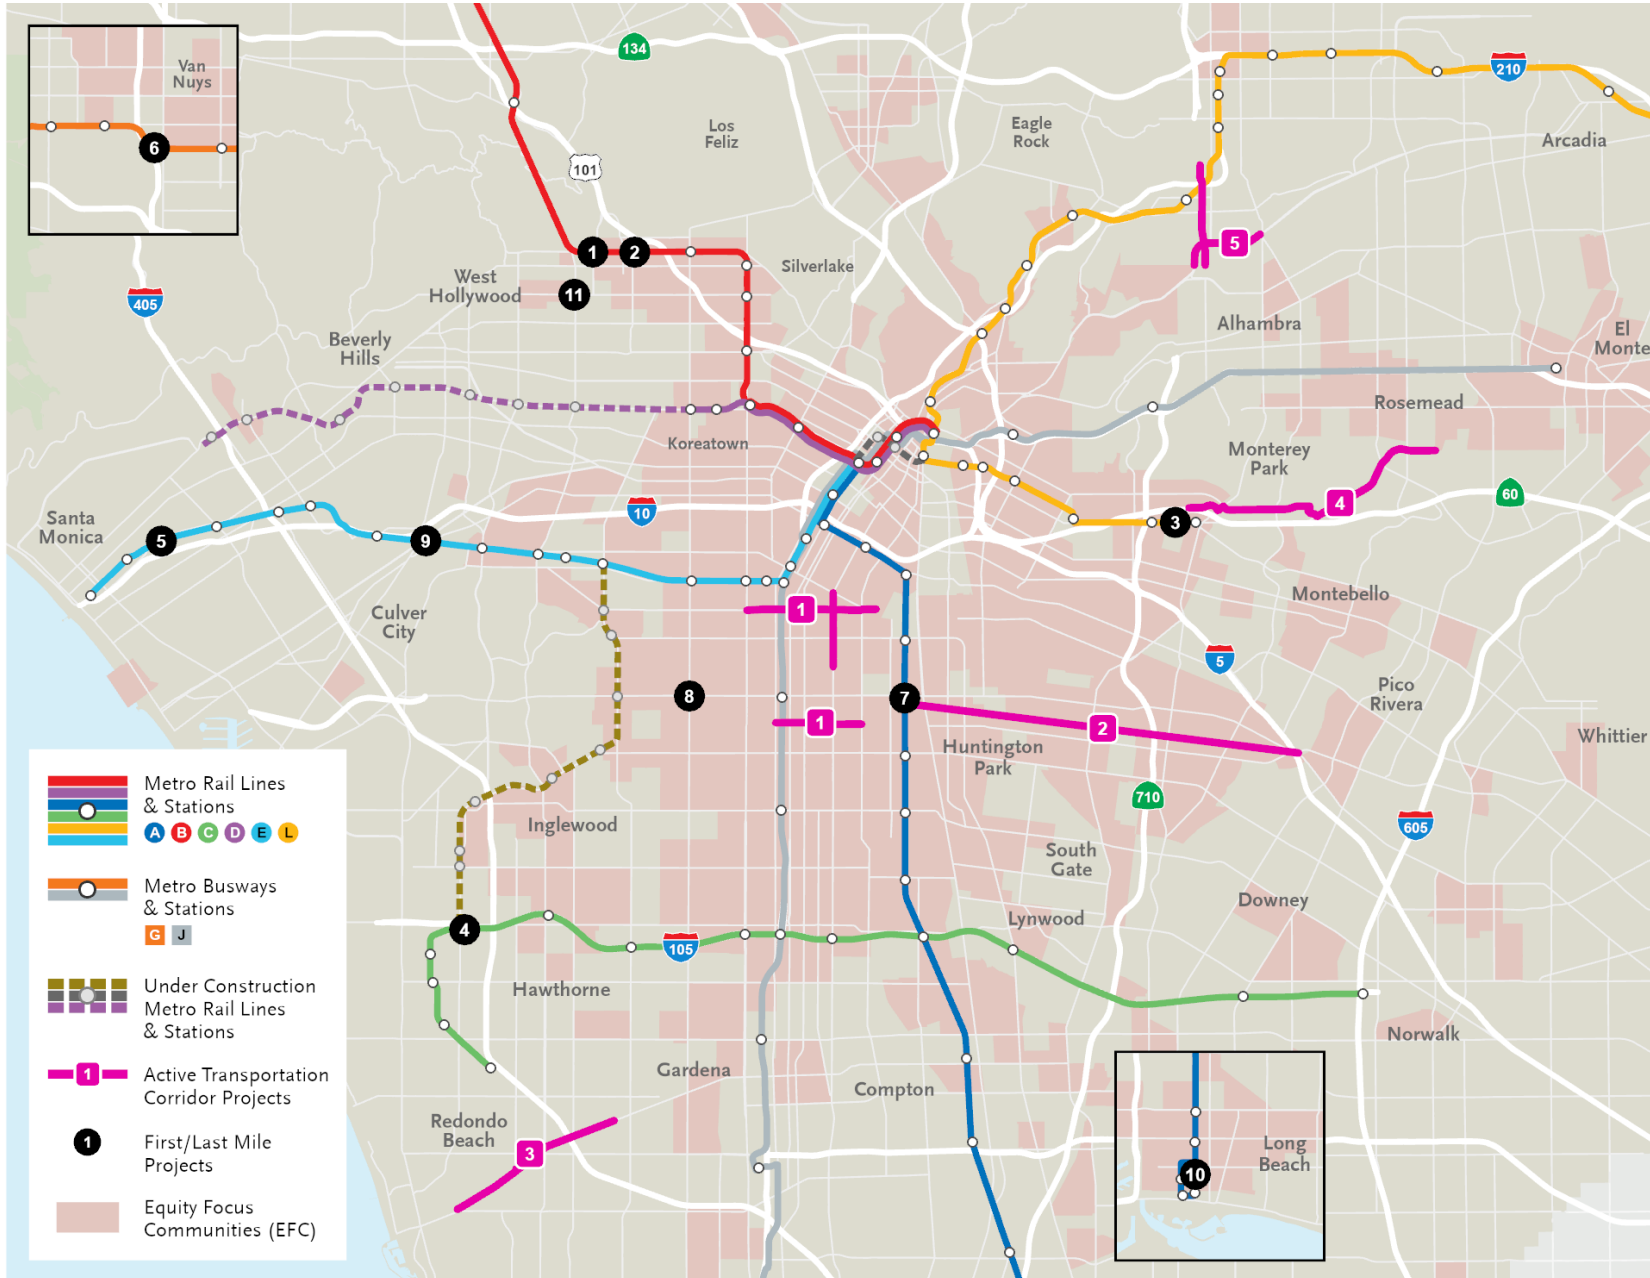 134
210
Van
Nuys
6
Los
Feliz
Eagle
Rock
Arcadia
101
1
2
5
West
Hollywood
Silverlake
11
405
Alhambra
El
Monte
Beverly
Hills
Rosemead
Koreatown
Monterey
Park
Santa
Monica
5
9
10
3
4
60
Culver
City
1
Montebello
5
8
7
1
2
Pico
Rivera
Huntington
Park
Whittier
710
Inglewood
605
South
Gate
Downey
Lynwood
4
105
Hawthorne
Norwalk
Gardena
Compton
Redondo
Beach
3
Long
Beach
10
Metro Rail Lines
& Stations
A B C D E L
Metro Busways
& Stations
G J
Under Construction
Metro Rail Lines
& Stations
1 Active Transportation
Corridor Projects
1 First/Last Mile
Projects
Equity Focus
Communities (EFC)